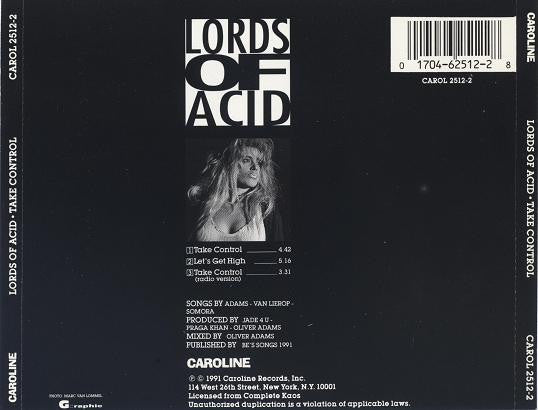 CAROL 2512-2
LORDS OF ACID • TAKE CONTROL
CAROLINE
LORDS
OF
ACID
1 Take Control 4.42
2 Let's Get High 5.16
3 Take Control 3.31
(radio version)
SONGS BY ADAMS - VAN LIEROP -
SOMORA
PRODUCED BY JADE 4 U -
PRAGA KHAN - OLIVER ADAMS
MIXED BY OLIVER ADAMS
PUBLISHED BY BE'S SONGS 1991
CAROLINE
℗ © 1991 Caroline Records, Inc.
114 West 26th Street, New York, N.Y. 10001
Licensed from Complete Kaos
Unauthorized duplication is a violation of applicable laws.
PHOTO MARC VAN LOMMEL
Graphic
0 1704-62512-2 8
CAROL 2512-2
CAROLINE
LORDS OF ACID • TAKE CONTROL
CAROL 2512-2